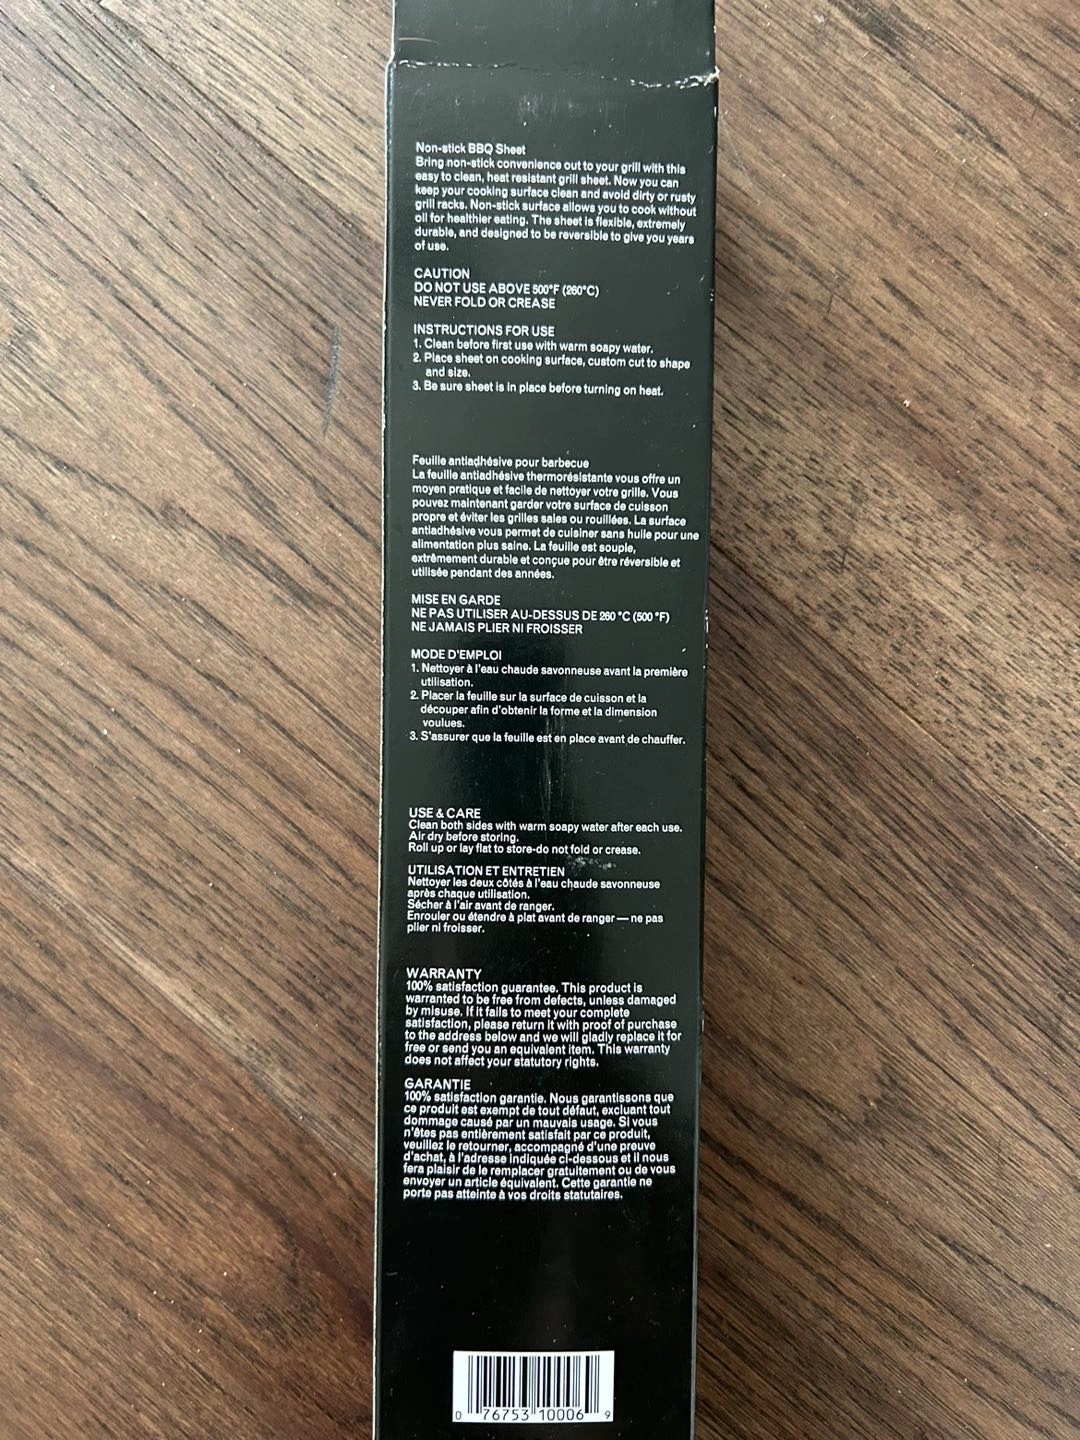 Non-stick BBQ Sheet
Bring non-stick convenience out to your grill with this
easy to clean, heat resistant grill sheet. Now you can
keep your cooking surface clean and avoid dirty or rusty
grill racks. Non-stick surface allows you to cook without
oil for healthier eating. The sheet is flexible, extremely
durable, and designed to be reversible to give you years
of use.
CAUTION
DO NOT USE ABOVE 500°F (260°C)
NEVER FOLD OR CREASE
INSTRUCTIONS FOR USE
1. Clean before first use with warm soapy water.
2. Place sheet on cooking surface, custom cut to shape
and size.
3. Be sure sheet is in place before turning on heat.
Feuille antiadhésive pour barbecue
La feuille antiadhésive thermorésistante vous offre un
moyen pratique et facile de nettoyer votre grille. Vous
pouvez maintenant garder votre surface de cuisson
propre et éviter les grilles sales ou rouillées. La surface
antiadhésive vous permet de cuisiner sans huile pour une
alimentation plus saine. La feuille est souple,
extrêmement durable et conçue pour être réversible et
utilisée pendant des années.
MISE EN GARDE
NE PAS UTILISER AU-DESSUS DE 260 °C (500 °F)
NE JAMAIS PLIER NI FROISSER
MODE D'EMPLOI
1. Nettoyer à l'eau chaude savonneuse avant la première
utilisation.
2. Placer la feuille sur la surface de cuisson et la
découper afin d'obtenir la forme et la dimension
voulues.
3. S'assurer que la feuille est en place avant de chauffer.
USE & CARE
Clean both sides with warm soapy water after each use.
Air dry before storing.
Roll up or lay flat to store-do not fold or crease.
UTILISATION ET ENTRETIEN
Nettoyer les deux côtés à l'eau chaude savonneuse
après chaque utilisation.
Sécher à l'air avant de ranger.
Enrouler ou étendre à plat avant de ranger — ne pas
plier ni froisser.
WARRANTY
100% satisfaction guarantee. This product is
warranted to be free from defects, unless damaged
by misuse. If it fails to meet your complete
satisfaction, please return it with proof of purchase
to the address below and we will gladly replace it for
free or send you an equivalent item. This warranty
does not affect your statutory rights.
GARANTIE
100% satisfaction garantie. Nous garantissons que
ce produit est exempt de tout défaut, excluant tout
dommage causé par un mauvais usage. Si vous
n'êtes pas entièrement satisfait par ce produit,
veuillez le retourner, accompagné d'une preuve
d'achat, à l'adresse indiquée ci-dessous et il nous
fera plaisir de le remplacer gratuitement ou de vous
envoyer un article équivalent. Cette garantie ne
porte pas atteinte à vos droits statutaires.
0 76753 10006 9